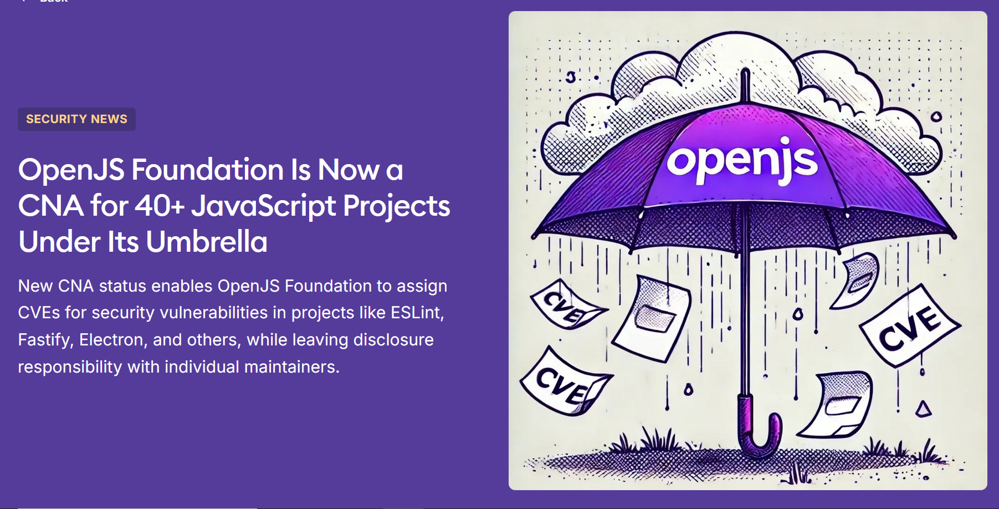 Back
SECURITY NEWS
OpenJS Foundation Is Now a
CNA for 40+ JavaScript Projects
Under Its Umbrella
New CNA status enables OpenJS Foundation to assign
CVEs for security vulnerabilities in projects like ESLint,
Fastify, Electron, and others, while leaving disclosure
responsibility with individual maintainers.
openjs
CVE
CVE
CVE